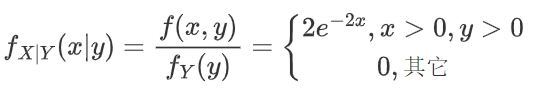 f_{X|Y}(x|y) = \frac{f(x,y)}{f_Y(y)} = \begin{cases} 2e^{-2x}, x > 0, y > 0 \\ 0, 其它 \end{cases}